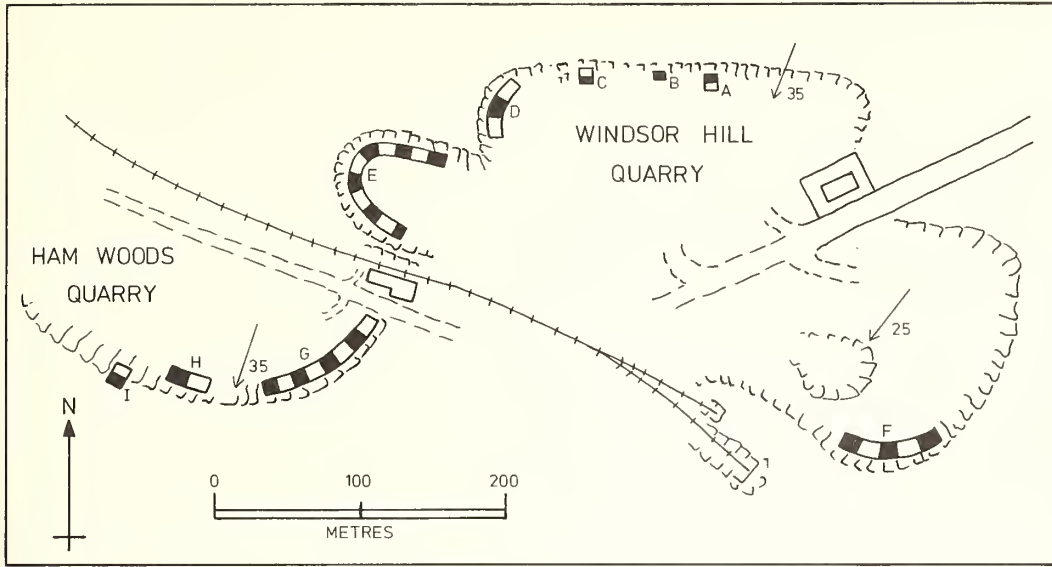 35
C
B
A
D
WINDSOR HILL
QUARRY
E
HAM WOODS
QUARRY
25
H
35
G
I
F
N
0 100 200
METRES